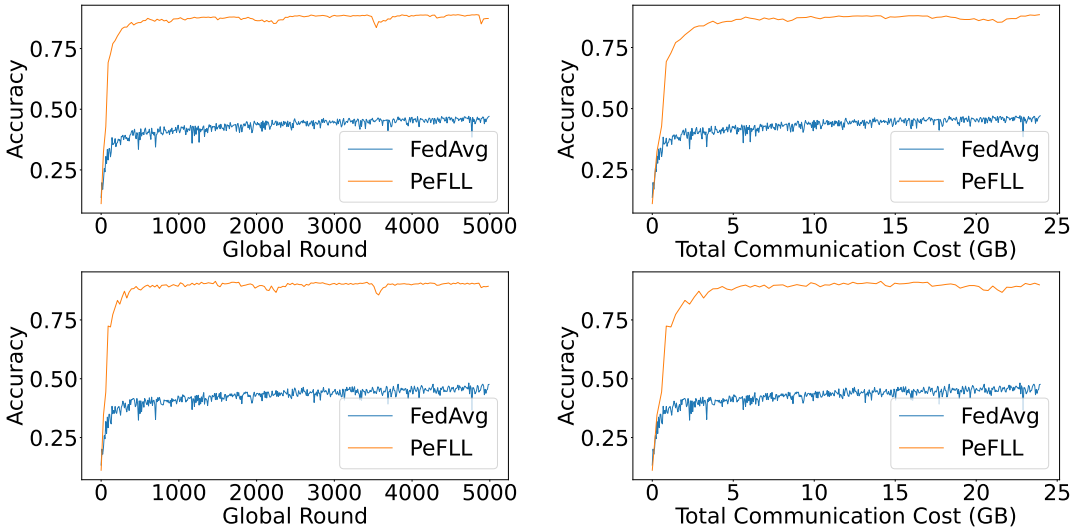 Accuracy
0.75
0.50
0.25
FedAvg
PeFLL
0 1000 2000 3000 4000 5000
Global Round
Accuracy
0.75
0.50
0.25
FedAvg
PeFLL
0 5 10 15 20 25
Total Communication Cost (GB)
Accuracy
0.75
0.50
0.25
FedAvg
PeFLL
0 1000 2000 3000 4000 5000
Global Round
Accuracy
0.75
0.50
0.25
FedAvg
PeFLL
0 5 10 15 20 25
Total Communication Cost (GB)